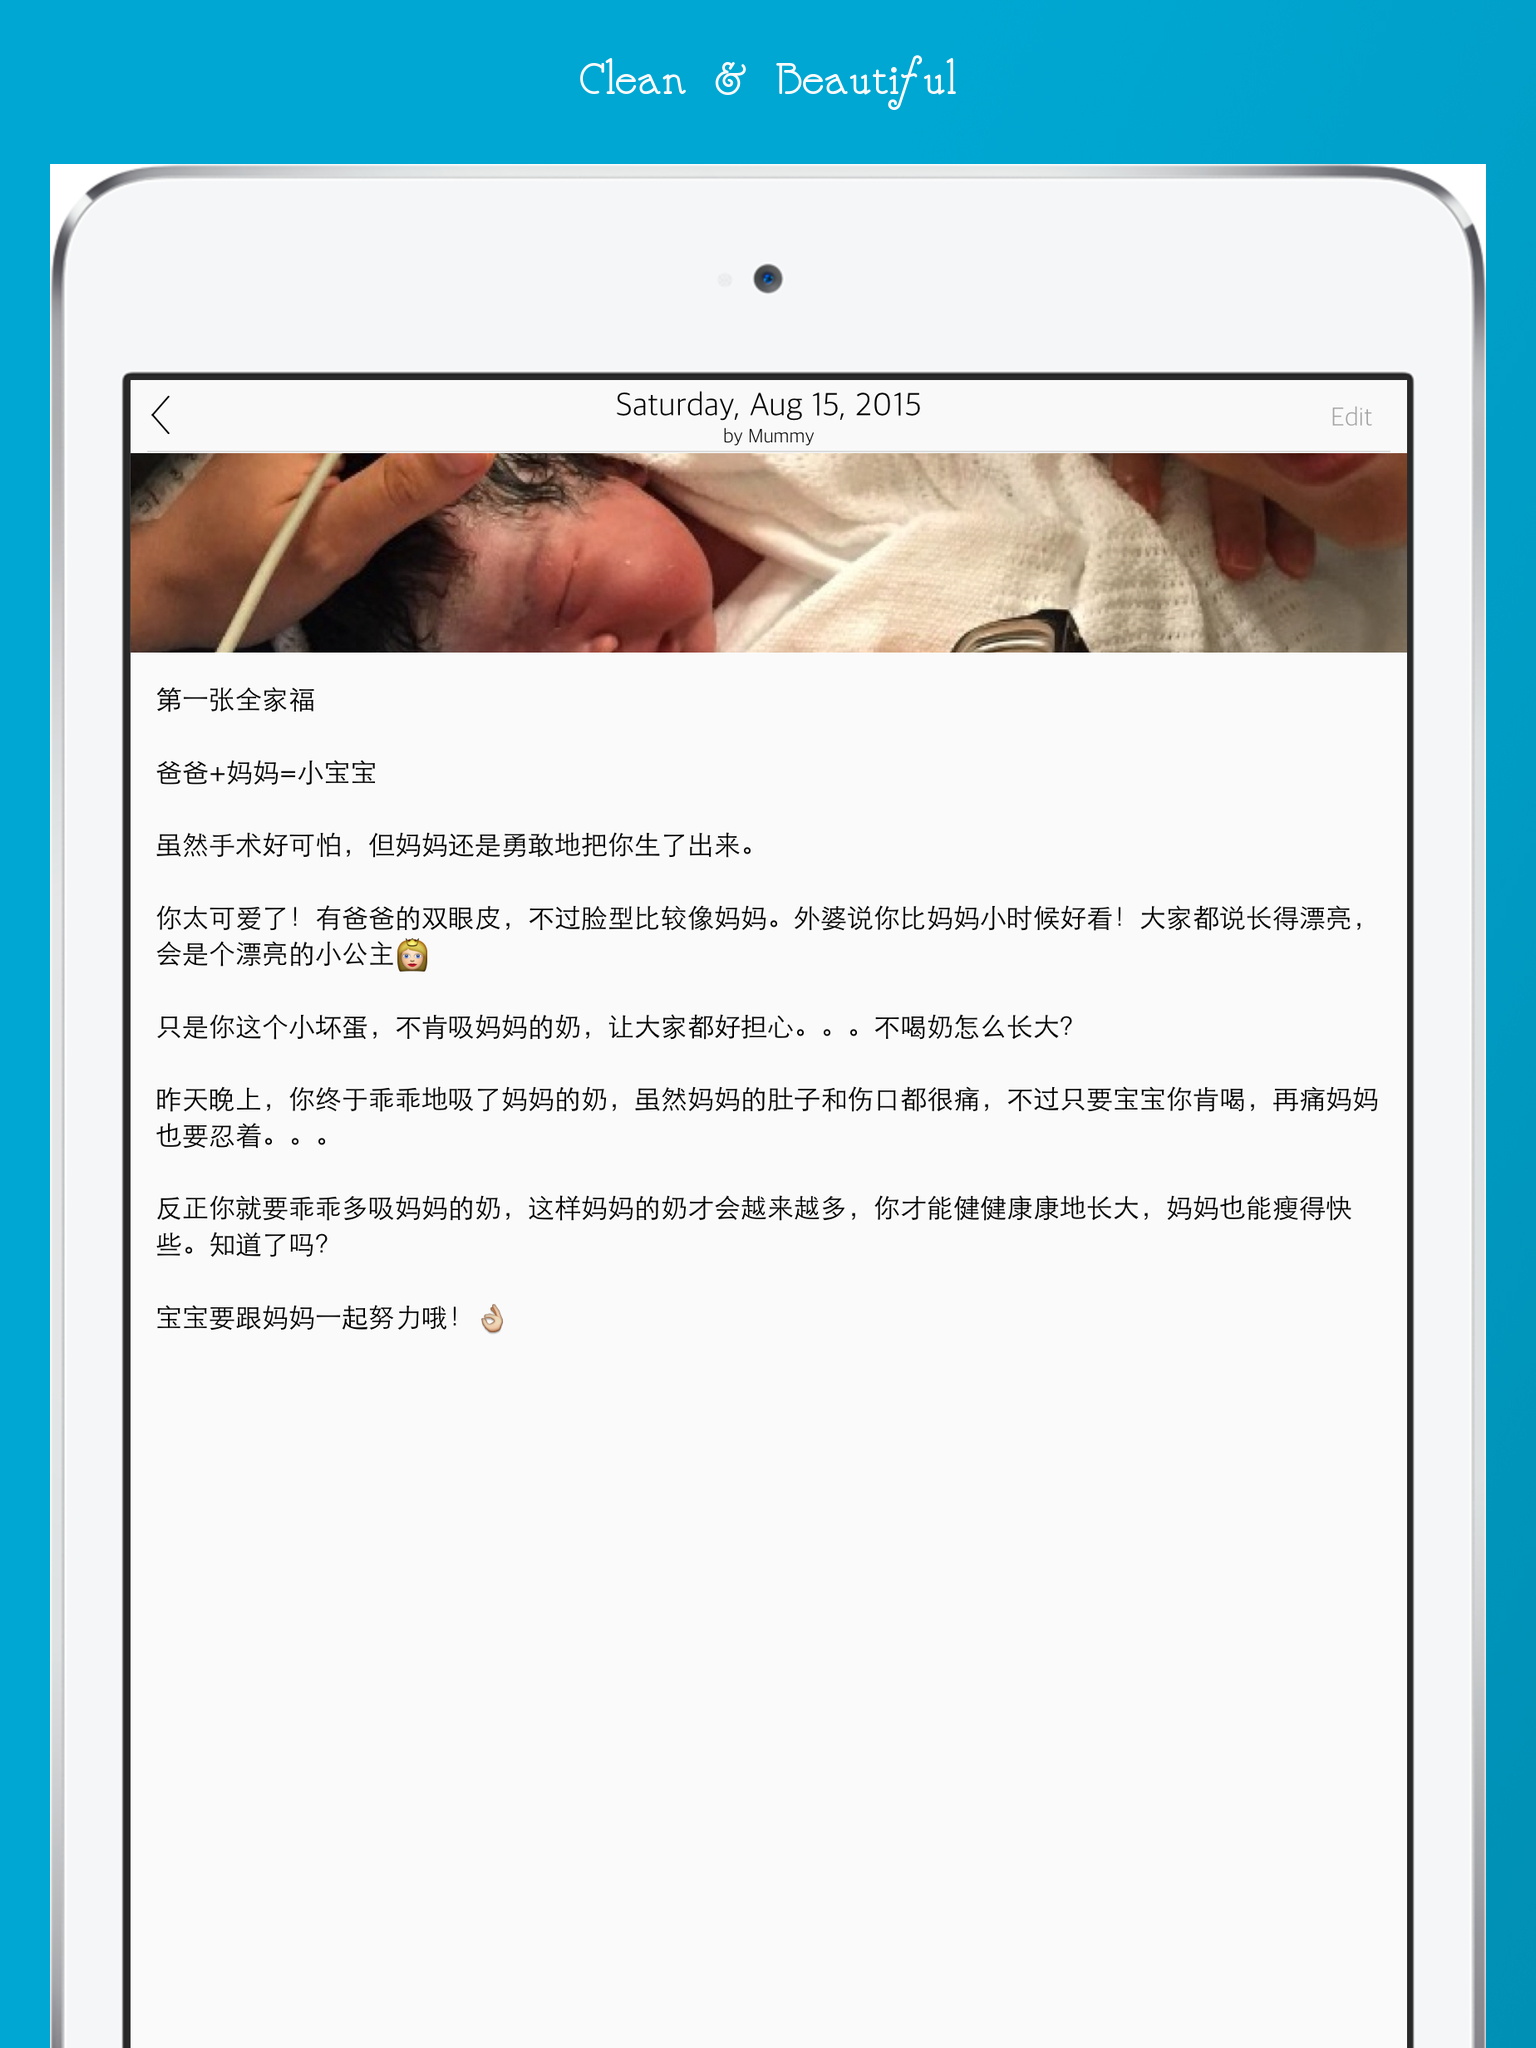 Clean & Beautiful
Saturday, Aug 15, 2015
Edit
by Mummy
第一张全家福
爸爸+妈妈=小宝宝
虽然手术好可怕，但妈妈还是勇敢地把你生了出来。
你太可爱了！有爸爸的双眼皮，不过脸型比较像妈妈。外婆说你比妈妈小时候好看！大家都说长得漂亮，
会是个漂亮的小公主👸🏼
只是你这个小坏蛋，不肯吸妈妈的奶，让大家都好担心。。。不喝奶怎么长大？
昨天晚上，你终于乖乖地吸了妈妈的奶，虽然妈妈的肚子和伤口都很痛，不过只要宝宝你肯喝，再痛妈妈
也要忍着。。。
反正你就要乖乖多吸妈妈的奶，这样妈妈的奶才会越来越多，你才能健健康康地长大，妈妈也能瘦得快
些。知道了吗？
宝宝要跟妈妈一起努力哦！👌🏼